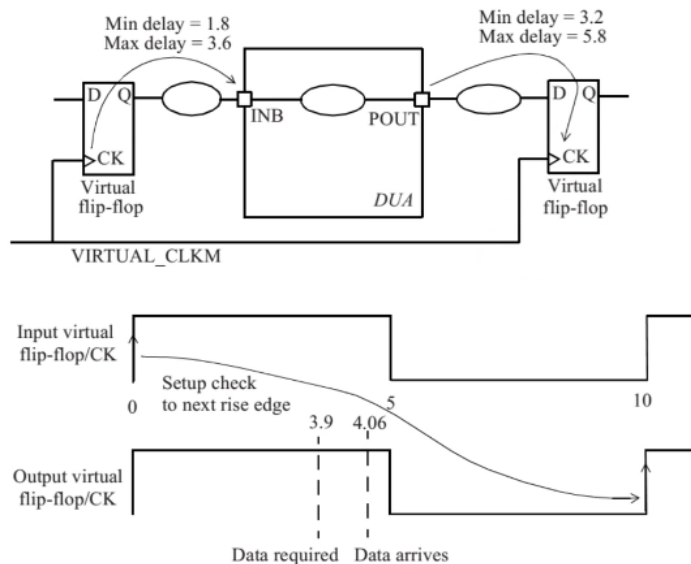 Min delay = 1.8
Max delay = 3.6
Min delay = 3.2
Max delay = 5.8
D Q
INB
POUT
D Q
CK
CK
Virtual
flip-flop
DUA
Virtual
flip-flop
VIRTUAL_CLKM
Input virtual
flip-flop/CK
Setup check
to next rise edge
0
5
10
3.9
4.06
Output virtual
flip-flop/CK
Data required
Data arrives